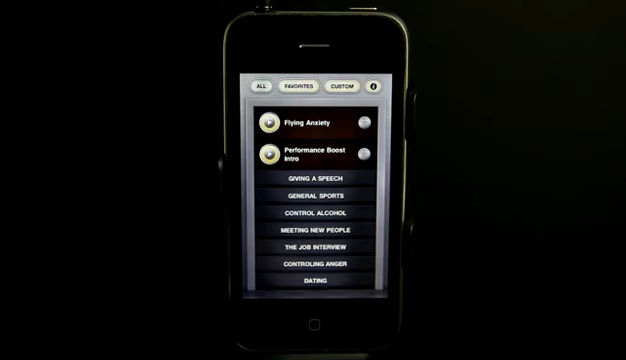 ALL FAVORITES CUSTOM i
Flying Anxiety
Performance Boost
Intro
GIVING A SPEECH
GENERAL SPORTS
CONTROL ALCOHOL
MEETING NEW PEOPLE
THE JOB INTERVIEW
CONTROLING ANGER
DATING